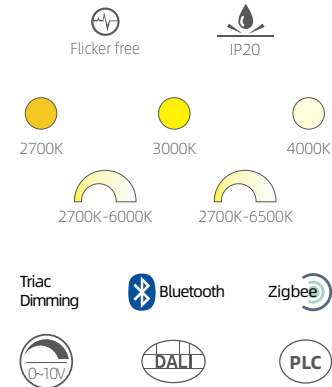 Flicker free
IP20
2700K
3000K
4000K
2700K-6000K
2700K-6500K
Triac
Dimming
Bluetooth
Zigbee
0~10V
DALI
PLC